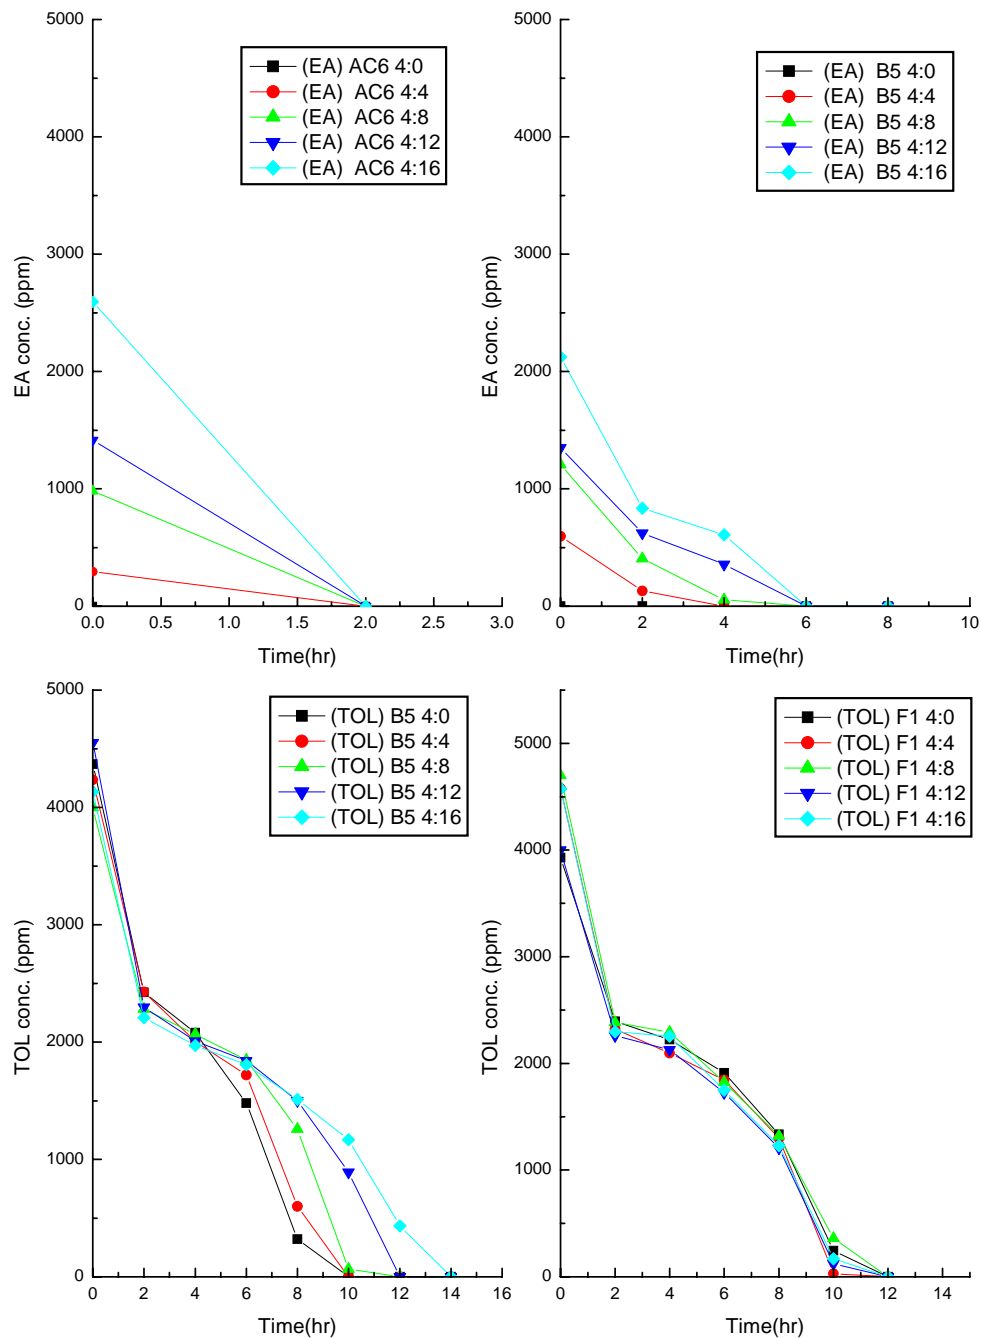 5000
4000
3000
2000
1000
0
EA conc. (ppm)
(EA) AC6 4:0
(EA) AC6 4:4
(EA) AC6 4:8
(EA) AC6 4:12
(EA) AC6 4:16
0.0 0.5 1.0 1.5 2.0 2.5 3.0
Time(hr)
5000
4000
3000
2000
1000
0
EA conc. (ppm)
(EA) B5 4:0
(EA) B5 4:4
(EA) B5 4:8
(EA) B5 4:12
(EA) B5 4:16
0 2 4 6 8 10
Time(hr)
5000
4000
3000
2000
1000
0
TOL conc. (ppm)
(TOL) B5 4:0
(TOL) B5 4:4
(TOL) B5 4:8
(TOL) B5 4:12
(TOL) B5 4:16
0 2 4 6 8 10 12 14 16
Time(hr)
5000
4000
3000
2000
1000
0
TOL conc. (ppm)
(TOL) F1 4:0
(TOL) F1 4:4
(TOL) F1 4:8
(TOL) F1 4:12
(TOL) F1 4:16
0 2 4 6 8 10 12 14
Time(hr)